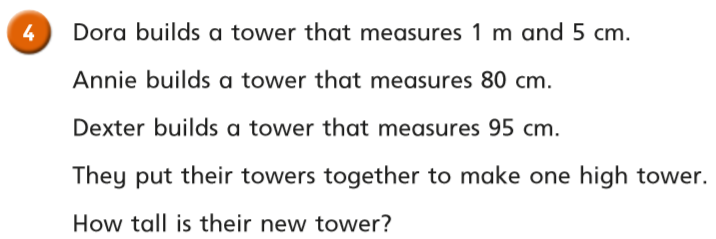 4 Dora builds a tower that measures 1 m and 5 cm.
Annie builds a tower that measures 80 cm.
Dexter builds a tower that measures 95 cm.
They put their towers together to make one high tower.
How tall is their new tower?